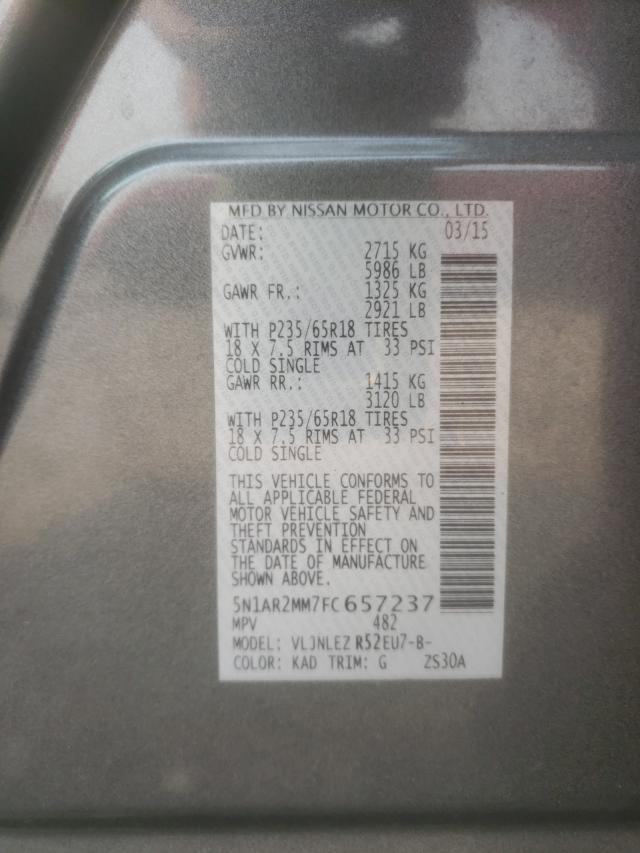 MFD BY NISSAN MOTOR CO., LTD.
DATE: 03/15
GVWR: 2715 KG
5986 LB
GAWR FR.: 1325 KG
2921 LB
WITH P235/65R18 TIRES
18 X 7.5 RIMS AT 33 PSI
COLD SINGLE
GAWR RR.: 1415 KG
3120 LB
WITH P235/65R18 TIRES
18 X 7.5 RIMS AT 33 PSI
COLD SINGLE
THIS VEHICLE CONFORMS TO
ALL APPLICABLE FEDERAL
MOTOR VEHICLE SAFETY AND
THEFT PREVENTION
STANDARDS IN EFFECT ON
THE DATE OF MANUFACTURE
SHOWN ABOVE.
5N1AR2MM7FC657237
MPV 482
MODEL: VLJNLEZ R52EU7-B-
COLOR: KAD TRIM: G ZS30A